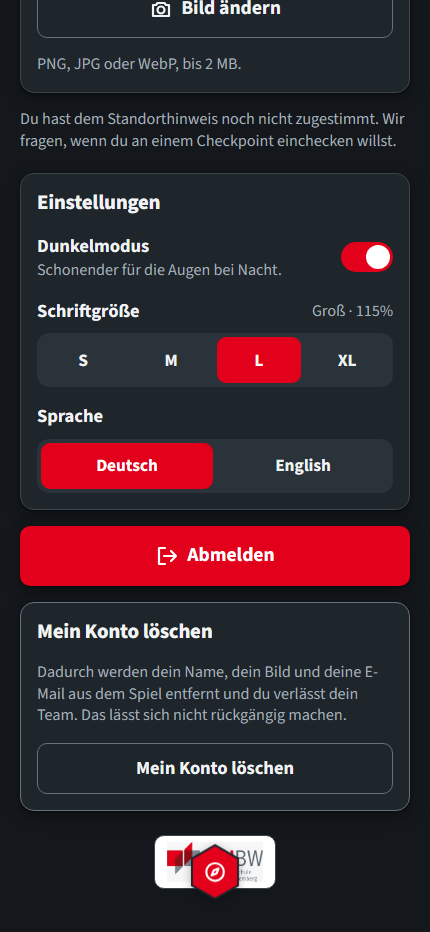 Bild ändern
PNG, JPG oder WebP, bis 2 MB.
Du hast dem Standorthinweis noch nicht zugestimmt. Wir
fragen, wenn du an einem Checkpoint einchecken willst.
Einstellungen
Dunkelmodus
Schonender für die Augen bei Nacht.
Schriftgröße
Groß · 115%
S
M
L
XL
Sprache
Deutsch
English
Abmelden
Mein Konto löschen
Dadurch werden dein Name, dein Bild und deine E-
Mail aus dem Spiel entfernt und du verlässt dein
Team. Das lässt sich nicht rückgängig machen.
Mein Konto löschen